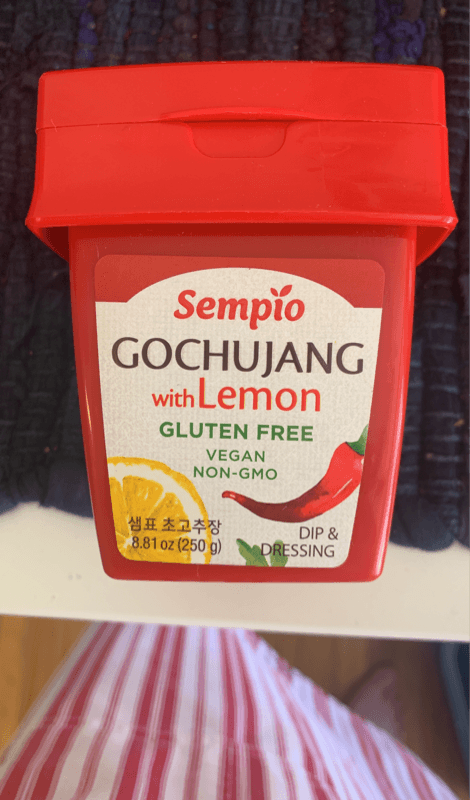 Sempio
GOCHUJANG
with Lemon
GLUTEN FREE
VEGAN
NON-GMO
샘표 초고추장
8.81 oz (250 g)
DIP &
DRESSING